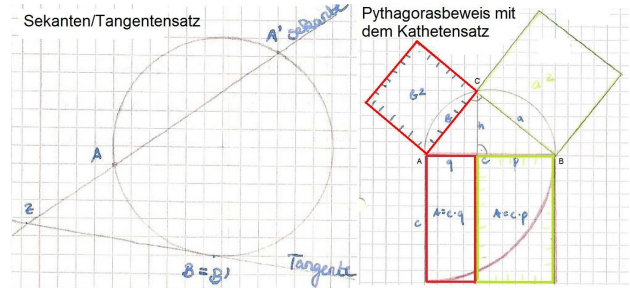 Sekanten/Tangentensatz
A' Sekante
A
Z
B = B'
Tangente
Pythagorasbeweis mit
dem Kathetensatz
C
b²
a²
b
a
h
A
q
c
p
B
c
A=c·q
A=c·p